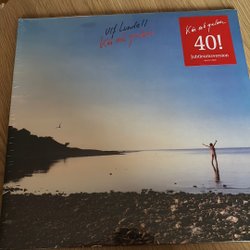 Ulf Lundell
Kär och galen
Kär och galen
40!
Jubileumsversion